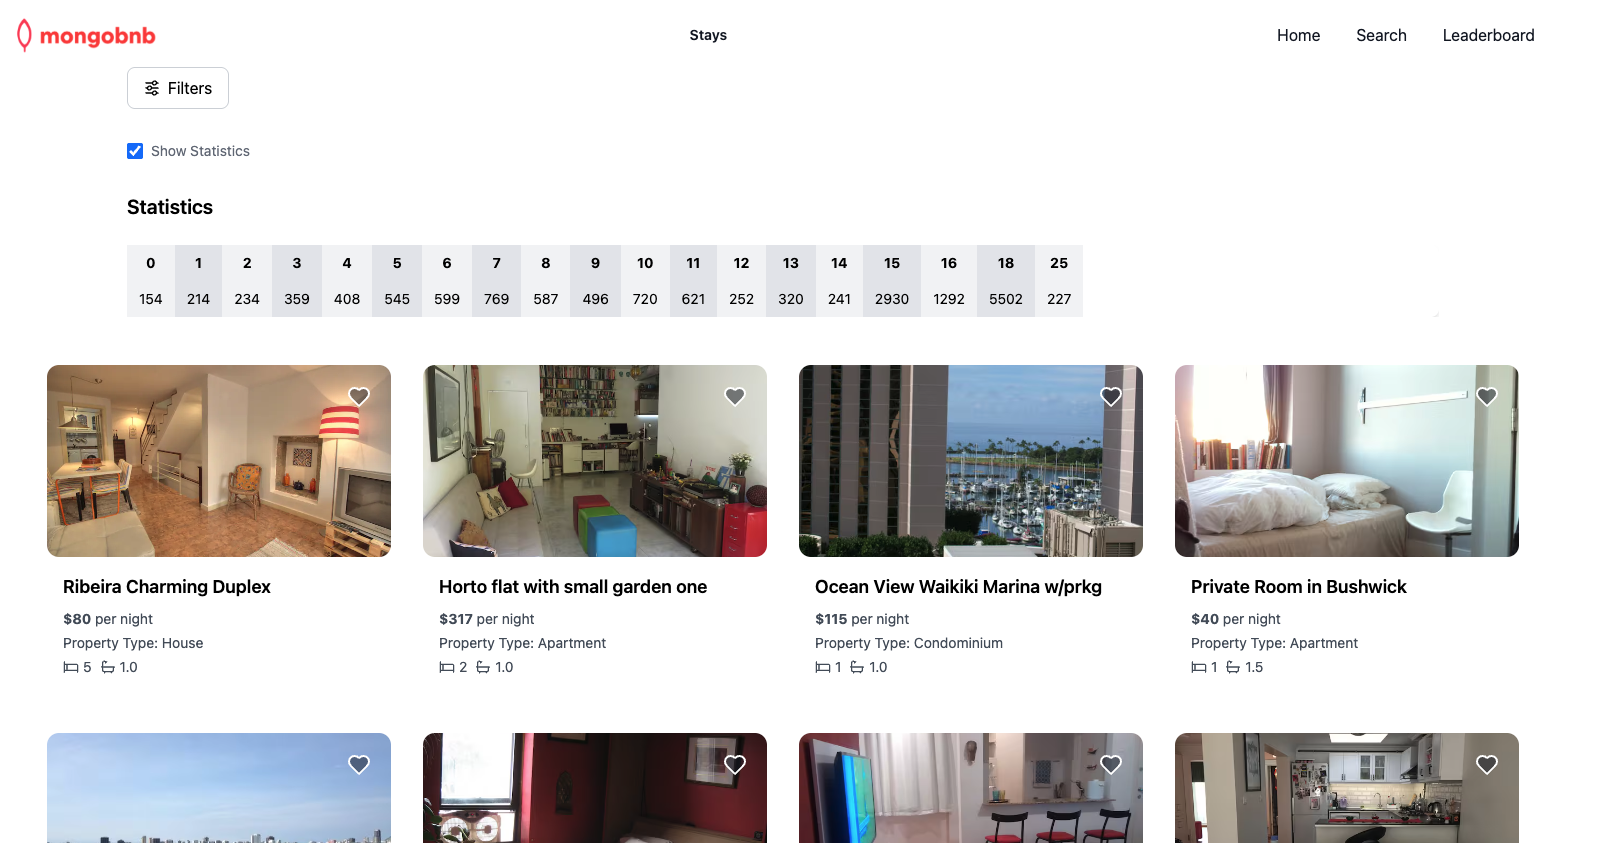 mongobnb Stays Home Search Leaderboard
Filters
Show Statistics
Statistics
0 1 2 3 4 5 6 7 8 9 10 11 12 13 14 15 16 18 25
154 214 234 359 408 545 599 769 587 496 720 621 252 320 241 2930 1292 5502 227
Ribeira Charming Duplex
$80 per night
Property Type: House
5 1.0
Horto flat with small garden one
$317 per night
Property Type: Apartment
2 1.0
Ocean View Waikiki Marina w/prkg
$115 per night
Property Type: Condominium
1 1.0
Private Room in Bushwick
$40 per night
Property Type: Apartment
1 1.5